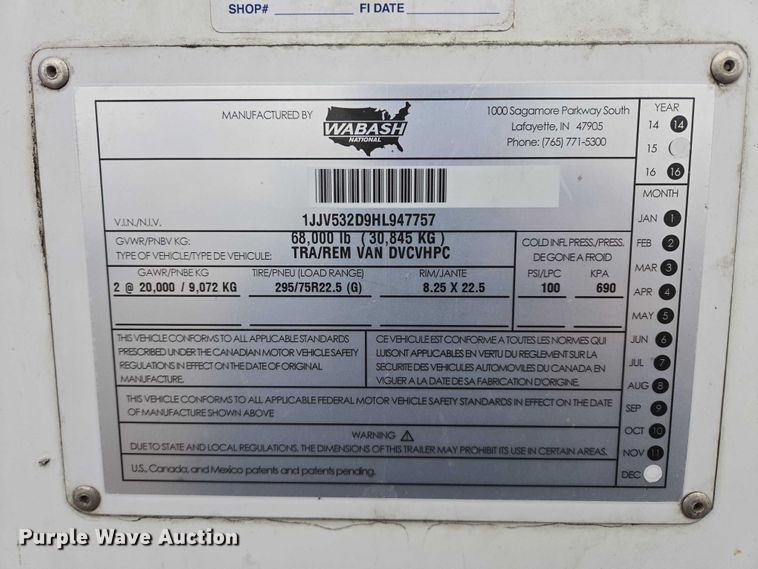 SHOP# FI DATE
MANUFACTURED BY
WABASH
NATIONAL
1000 Sagamore Parkway South
Lafayette, IN 47905
Phone: (765) 771-5300
YEAR
14 14
15
16 16
MONTH
JAN 1
FEB 2
MAR 3
APR 4
MAY 5
JUN 6
JUL 7
AUG 8
SEP 9
OCT 10
NOV 11
DEC
V.I.N./N.I.V. 1JJV532D9HL947757
GVWR/PNBV KG: 68,000 lb (30,845 KG)
TYPE OF VEHICLE/TYPE DE VEHICULE: TRA/REM VAN DVCVHPC
COLD INFL PRESS./PRESS.
DE GONE A FROID
GAWR/PNBE KG TIRE/PNEU (LOAD RANGE) RIM/JANTE PSI/LPC KPA
2 @ 20,000 / 9,072 KG 295/75R22.5 (G) 8.25 X 22.5 100 690
THIS VEHICLE CONFORMS TO ALL APPLICABLE STANDARDS
PRESCRIBED UNDER THE CANADIAN MOTOR VEHICLE SAFETY
REGULATIONS IN EFFECT ON THE DATE OF ORIGINAL
MANUFACTURE.
CE VEHICULE EST CONFORME A TOUTES LES NORMES QUI
LUISONT APPLICABLES EN VERTU DU REGLEMENT SUR LA
SECURITE DES VEHICULES AUTOMOBILES DU CANADA EN
VIGUER A LA DATE DE SA FABRICATION D'ORIGINE.
THIS VEHICLE CONFORMS TO ALL APPLICABLE FEDERAL MOTOR VEHICLE SAFETY STANDARDS IN EFFECT ON THE DATE
OF MANUFACTURE SHOWN ABOVE
WARNING
DUE TO STATE AND LOCAL REGULATIONS, THE DIMENSIONS OF THIS TRAILER MAY PROHIBIT ITS USE IN CERTAIN AREAS.
U.S., Canada, and Mexico patents and patents pending.
Purple Wave Auction